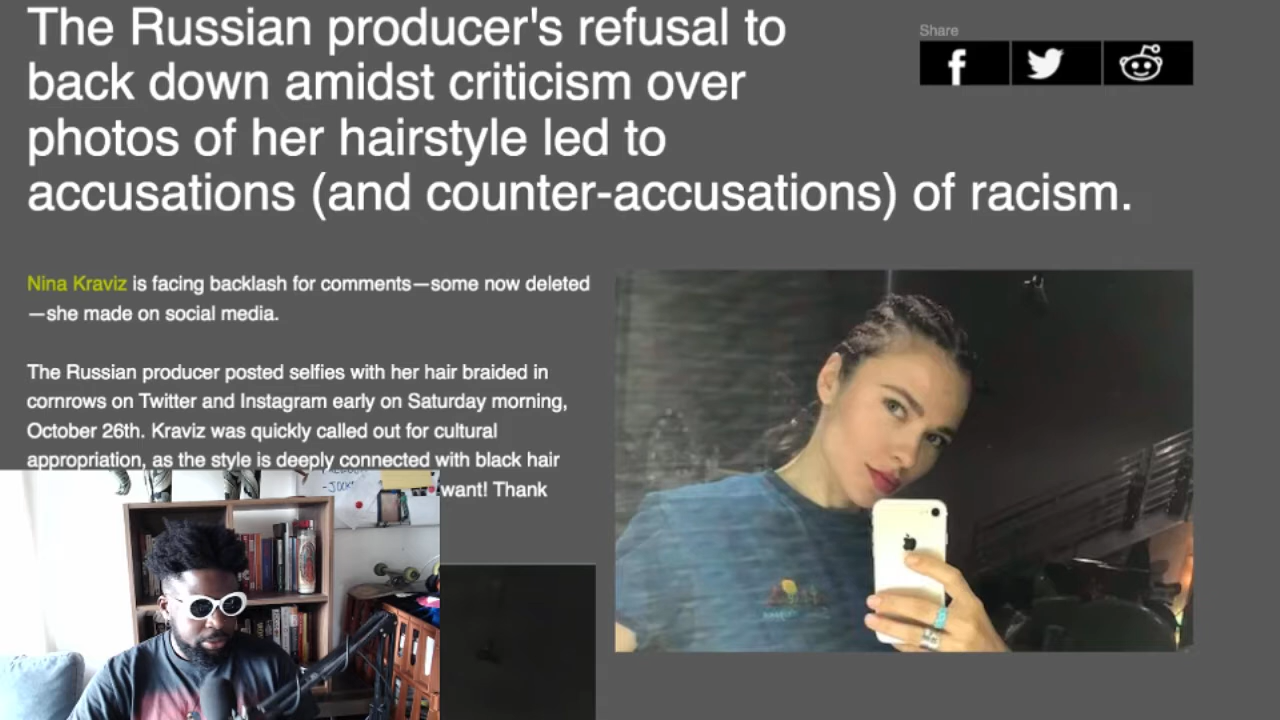 The Russian producer's refusal to
back down amidst criticism over
photos of her hairstyle led to
accusations (and counter-accusations) of racism.
Share
Nina Kraviz is facing backlash for comments—some now deleted
—she made on social media.
The Russian producer posted selfies with her hair braided in
cornrows on Twitter and Instagram early on Saturday morning,
October 26th. Kraviz was quickly called out for cultural
appropriation, as the style is deeply connected with black hair
want! Thank